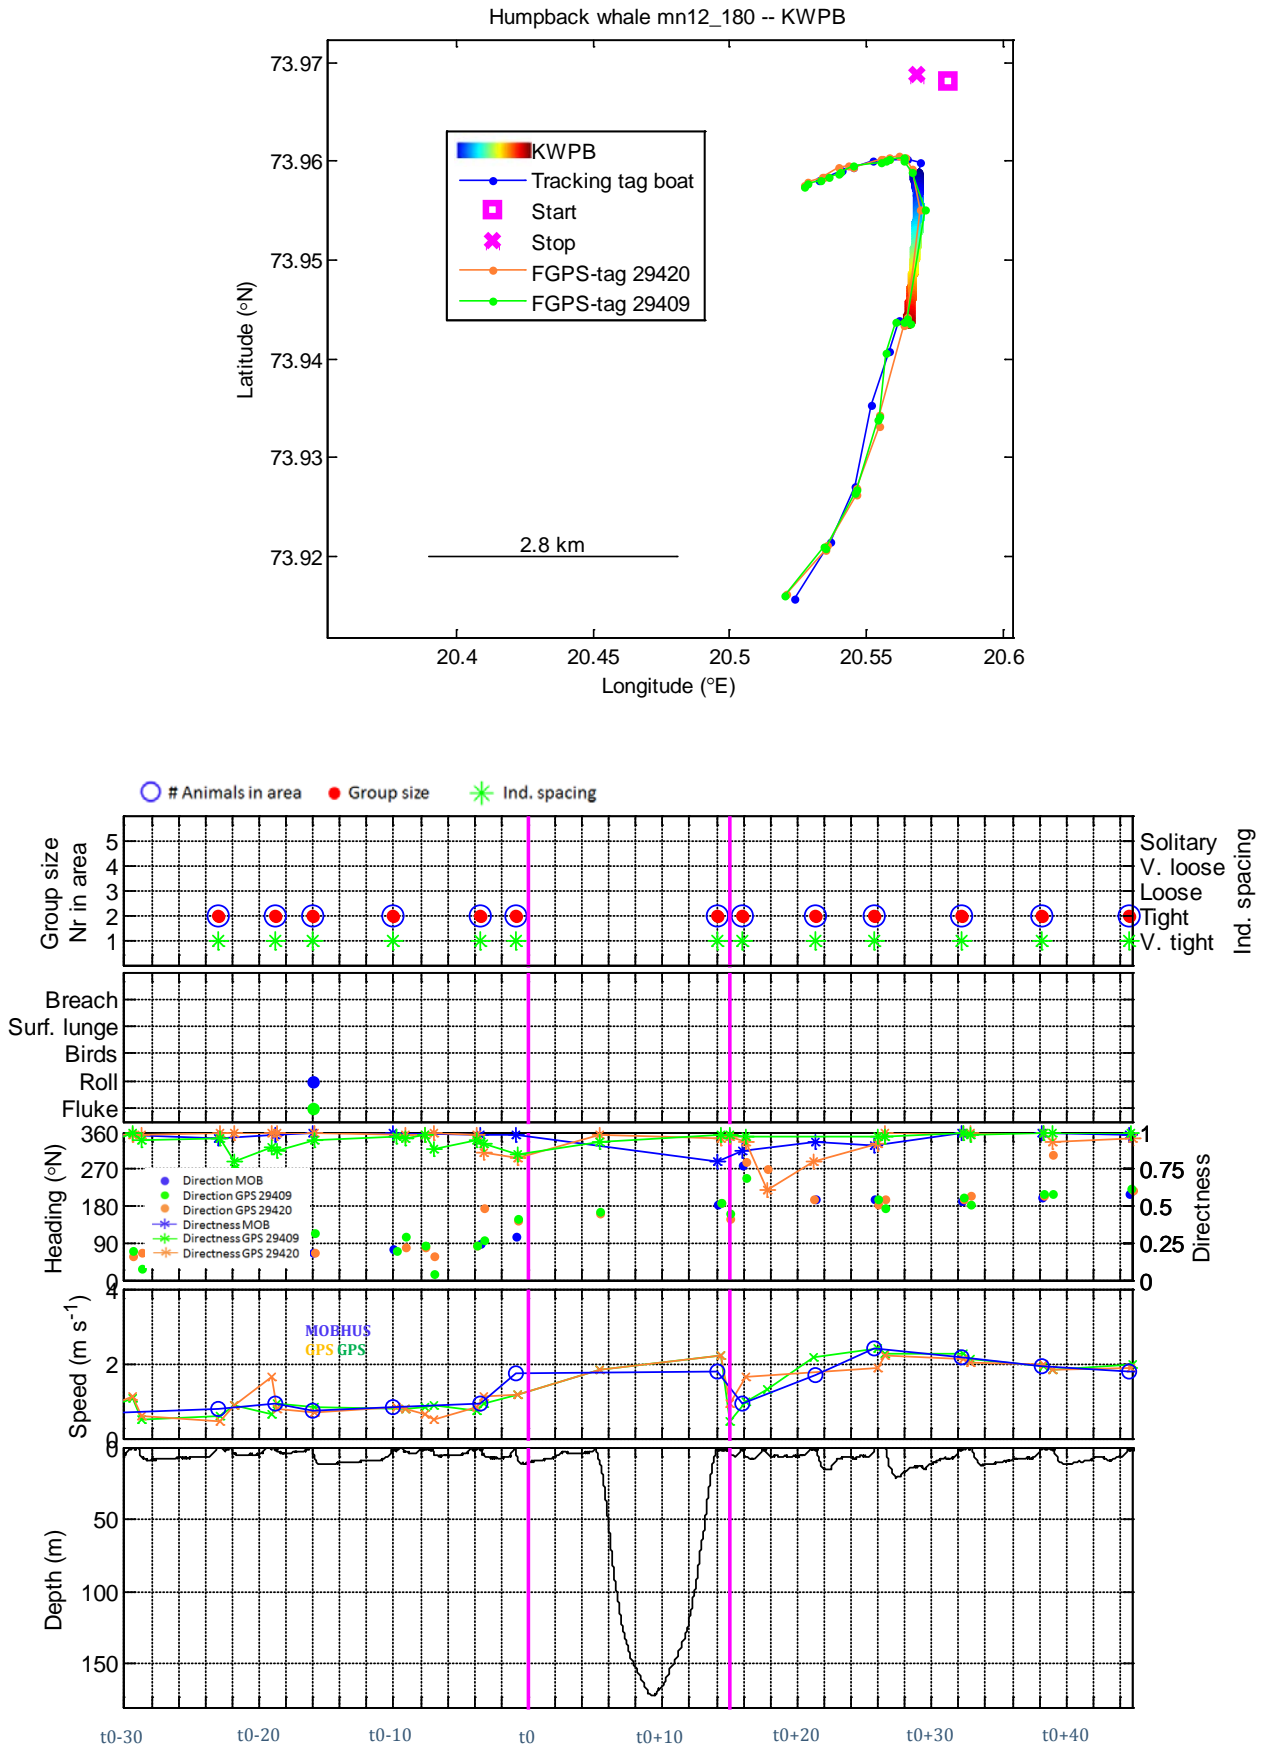 Humpback whale mn12_180 -- KWPB
73.97
73.96
73.95
73.94
73.93
73.92
Latitude (°N)
KWPB
Tracking tag boat
Start
Stop
FGPS-tag 29420
FGPS-tag 29409
2.8 km
20.4 20.45 20.5 20.55 20.6
Longitude (°E)
# Animals in area Group size Ind. spacing
Group size
Nr in area
5
4
3
2
1
Solitary
V. loose
Loose
Tight
V. tight
Ind. spacing
Breach
Surf. lunge
Birds
Roll
Fluke
Heading (°N)
360
270
180
90
0
Direction MOB
Direction GPS 29409
Direction GPS 29420
Directness MOB
Directness GPS 29409
Directness GPS 29420
1
0.75
0.5
0.25
0
Directness
Speed (m s-1)
4
2
0
MOBHUS
GPS GPS
Depth (m)
0
50
100
150
t0-30 t0-20 t0-10 t0 t0+10 t0+20 t0+30 t0+40